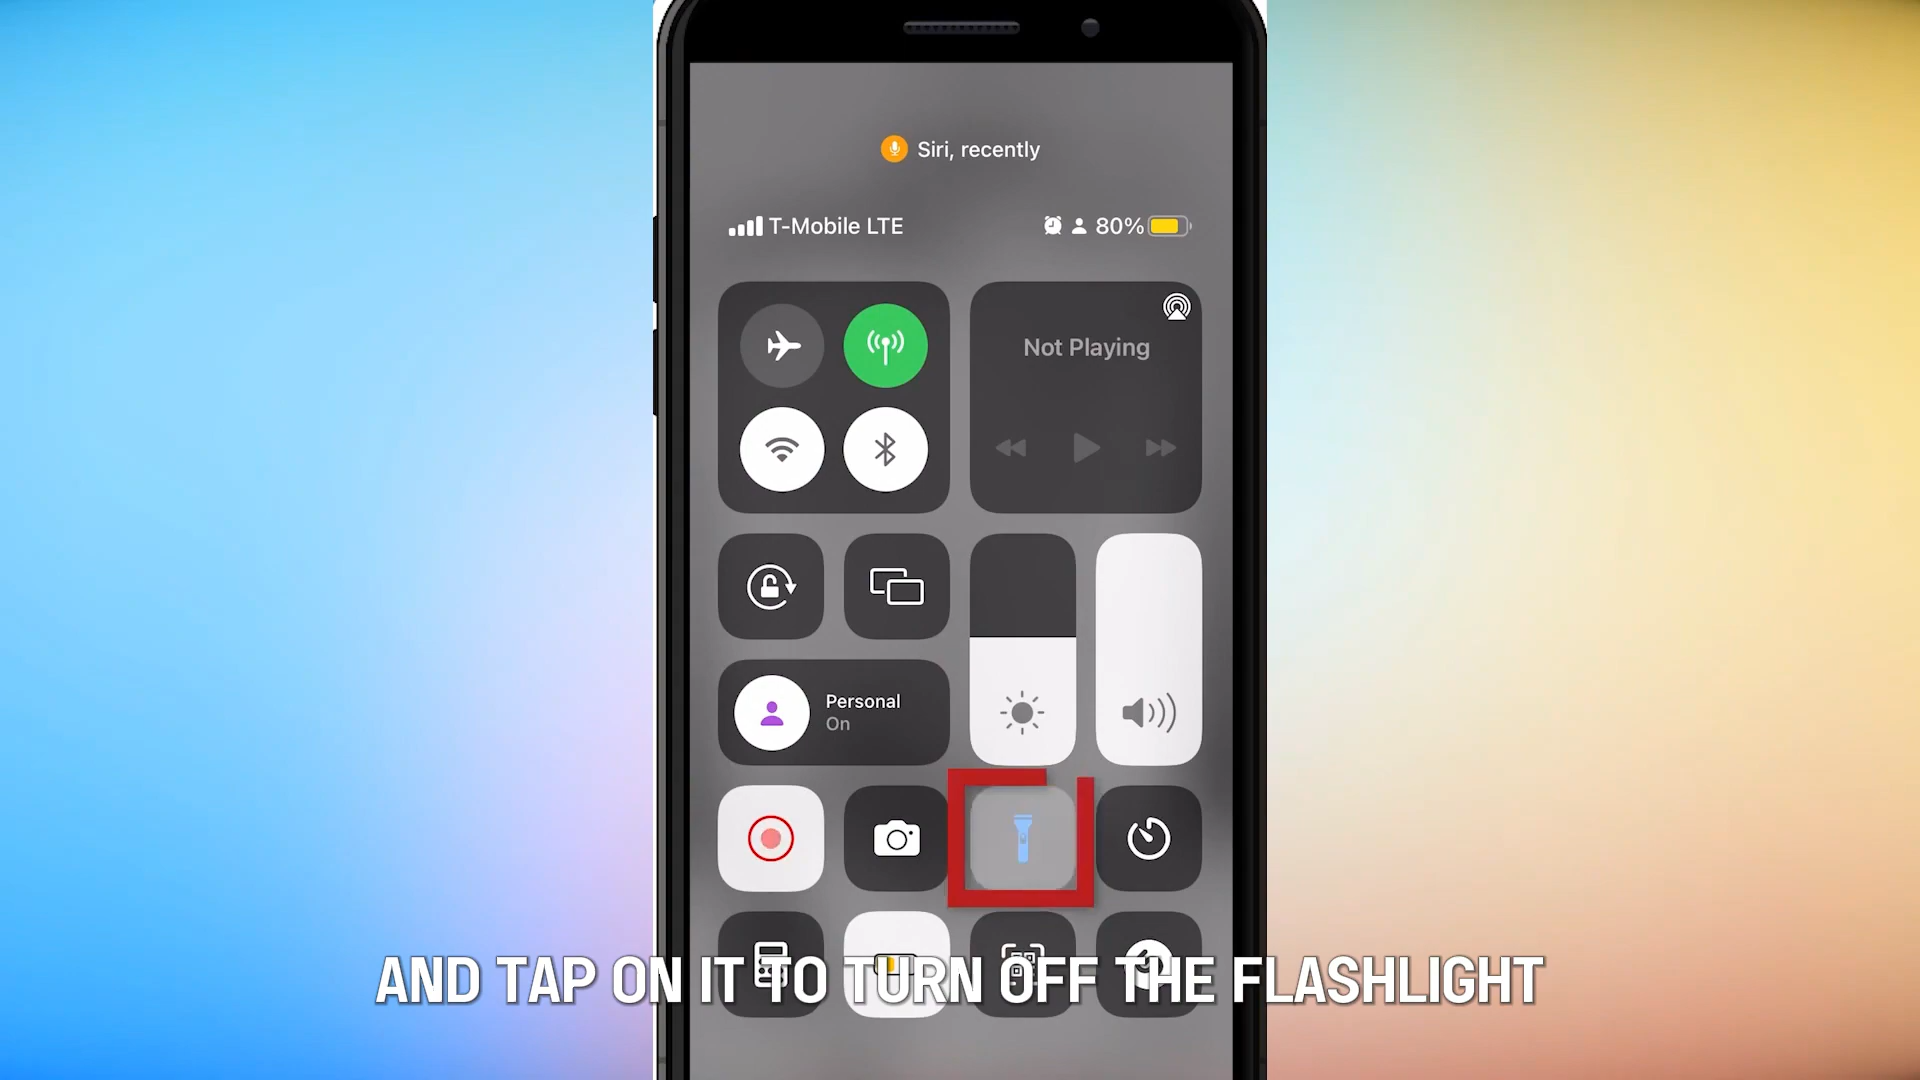 Siri, recently
T-Mobile LTE 80%
Not Playing
Personal
On
AND TAP ON IT TO TURN OFF THE FLASHLIGHT